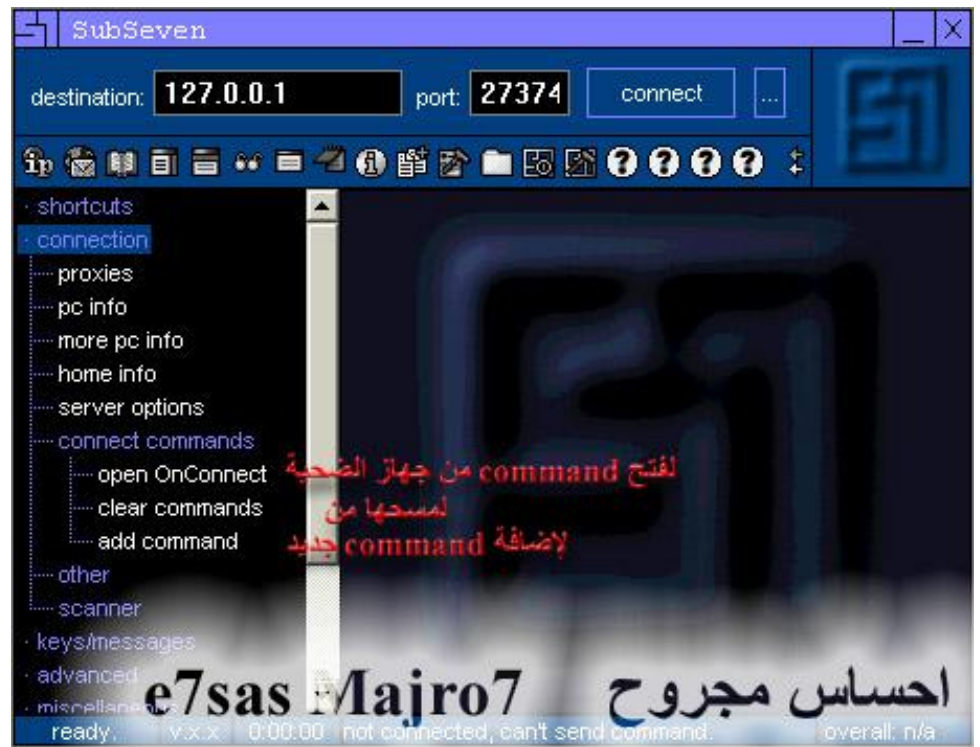 SubSeven
destination: 127.0.0.1 port: 27374 connect ...
ip
shortcuts
connection
proxies
pc info
more pc info
home info
server options
connect commands
open OnConnect لفتح command من جهاز الضحية
clear commands لمسحها من
add command لإضافة command جديد
other
scanner
keys/messages
advanced
miscellaneous
e7sas Majro7 احساس مجروح
ready. v.x.x 0:00:00 not connected, can't send command. overall: n/a